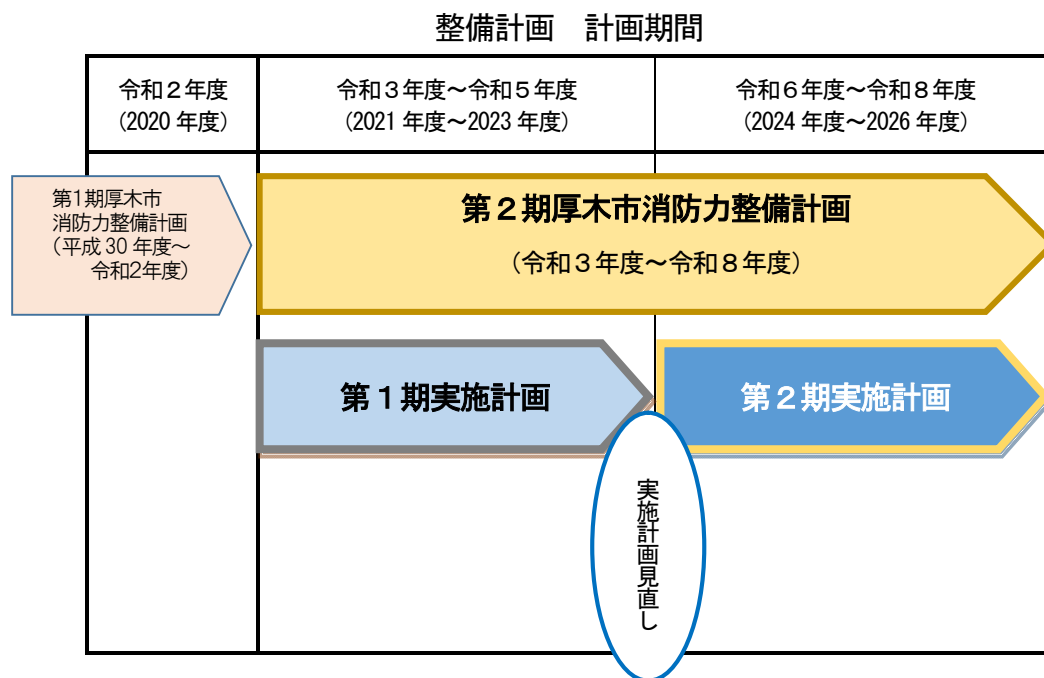 整備計画　計画期間
令和２年度
（2020 年度）
令和３年度～令和５年度
（2021 年度～2023 年度）
令和６年度～令和８年度
（2024 年度～2026 年度）
第1期厚木市
消防力整備計画
（平成 30 年度～
令和2年度）
第２期厚木市消防力整備計画
（令和３年度～令和８年度）
第１期実施計画
第２期実施計画
実施計画見直し